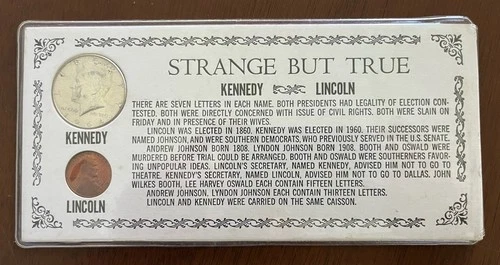 STRANGE BUT TRUE
KENNEDY LINCOLN
THERE ARE SEVEN LETTERS IN EACH NAME. BOTH PRESIDENTS HAD LEGALITY OF ELECTION CON-
TESTED. BOTH WERE DIRECTLY CONCERNED WITH ISSUE OF CIVIL RIGHTS. BOTH WERE SLAIN ON
FRIDAY AND IN PRESENCE OF THEIR WIVES.
LINCOLN WAS ELECTED IN 1860. KENNEDY WAS ELECTED IN 1960. THEIR SUCCESSORS WERE
NAMED JOHNSON, AND WERE SOUTHERN DEMOCRATS, WHO PREVIOUSLY SERVED IN THE U.S. SENATE.
ANDREW JOHNSON BORN 1808. LYNDON JOHNSON BORN 1908. BOOTH AND OSWALD WERE
MURDERED BEFORE TRIAL COULD BE ARRANGED. BOOTH AND OSWALD WERE SOUTHERNERS FAVOR-
ING UNPOPULAR IDEAS. LINCOLN'S SECRETARY, NAMED KENNEDY, ADVISED HIM NOT TO GO TO
THEATRE. KENNEDY'S SECRETARY, NAMED LINCOLN, ADVISED HIM NOT TO GO TO DALLAS. JOHN
WILKES BOOTH, LEE HARVEY OSWALD EACH CONTAIN FIFTEEN LETTERS.
ANDREW JOHNSON, LYNDON JOHNSON EACH CONTAIN THIRTEEN LETTERS.
LINCOLN AND KENNEDY WERE CARRIED ON THE SAME CAISSON.
KENNEDY
LINCOLN